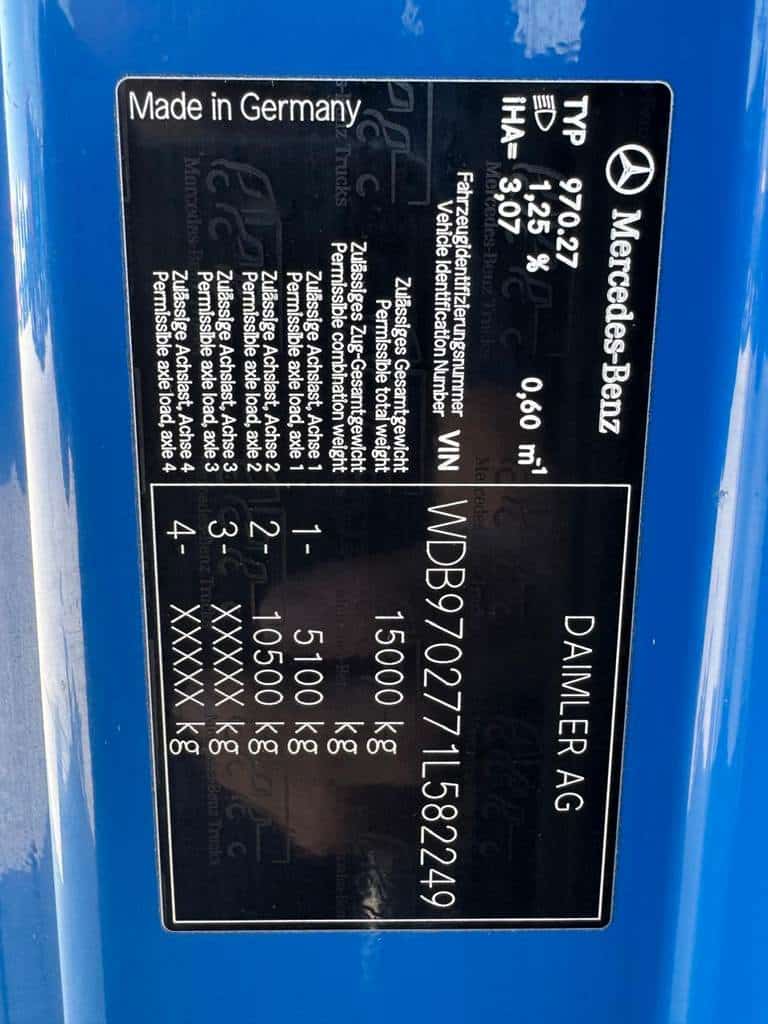 Mercedes-Benz
DAIMLER AG
TYP 970.27
1,25 % 0,60 m-1
iHA= 3,07
Fahrzeugidentifizierungsnummer
Vehicle Identification Number VIN WDB9702771L582249
Zulässiges Gesamtgewicht
Permissible total weight 15000 kg
Zulässiges Zug-Gesamtgewicht
Permissible combination weight kg
Zulässige Achslast, Achse 1
Permissible axle load, axle 1 1- 5100 kg
Zulässige Achslast, Achse 2
Permissible axle load, axle 2 2- 10500 kg
Zulässige Achslast, Achse 3
Permissible axle load, axle 3 3- XXXXX kg
Zulässige Achslast, Achse 4
Permissible axle load, axle 4 4- XXXXX kg
Made in Germany